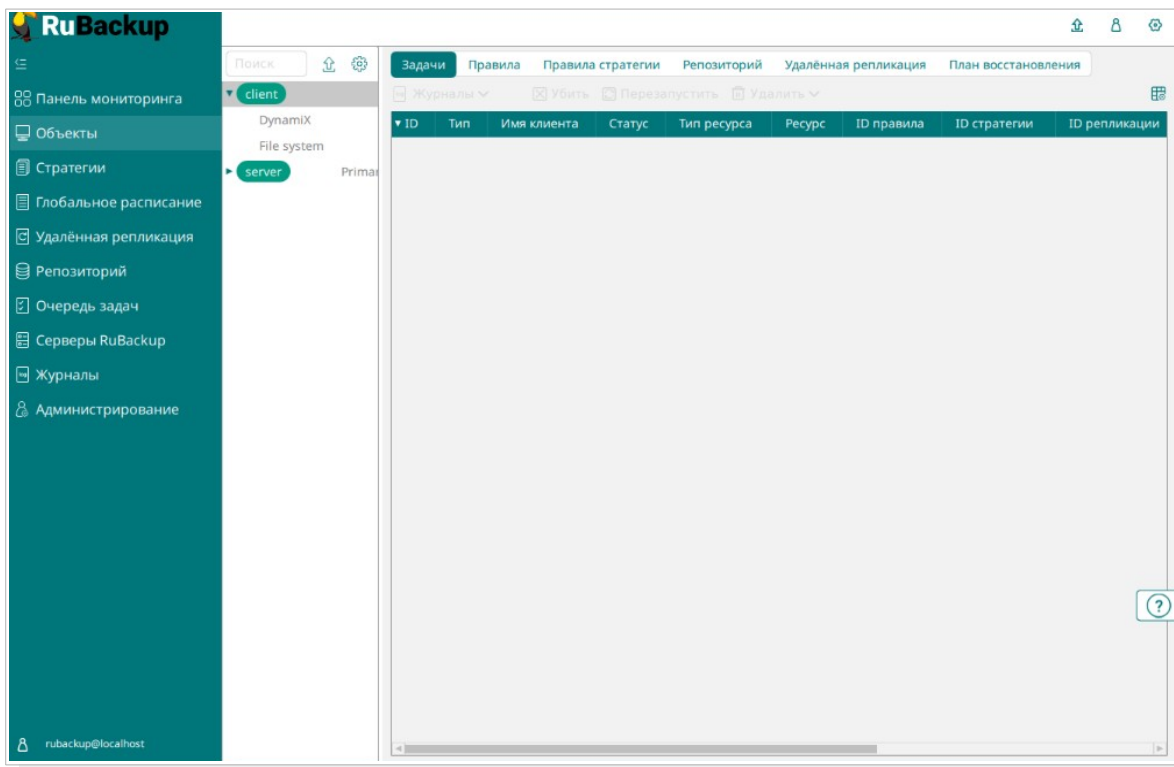 RuBackup
Панель мониторинга
Объекты
Стратегии
Глобальное расписание
Удалённая репликация
Репозиторий
Очередь задач
Серверы RuBackup
Журналы
Администрирование
rubackup@localhost
Поиск
client
DynamiX
File system
server Primar
Задачи Правила Правила стратегии Репозиторий Удалённая репликация План восстановления
Журналы Убить Перезапустить Удалить
ID Тип Имя клиента Статус Тип ресурса Ресурс ID правила ID стратегии ID репликации
?